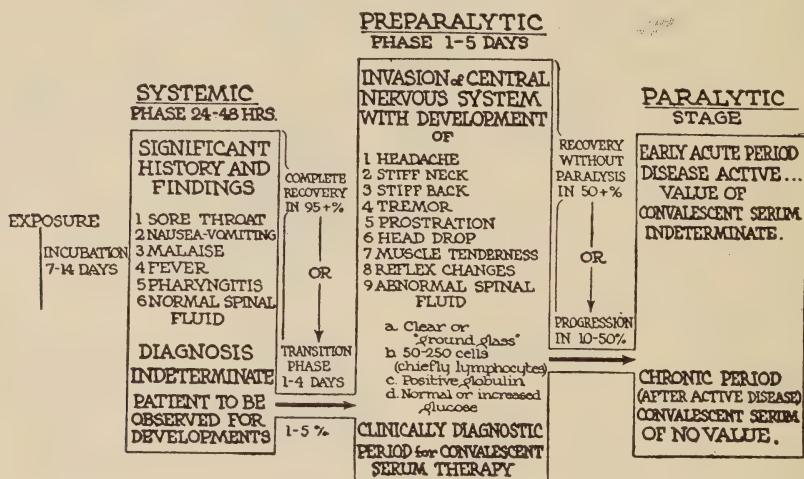 EXPOSURE
INCUBATION
7-14 DAYS
SYSTEMIC
PHASE 24-48 HRS.
SIGNIFICANT
HISTORY AND
FINDINGS
1 SORE THROAT
2 NAUSEA-VOMITING
3 MALAISE
4 FEVER
5 PHARYNGITIS
6 NORMAL SPINAL
FLUID
DIAGNOSIS
INDETERMINATE
PATIENT TO BE
OBSERVED FOR
DEVELOPMENTS
COMPLETE
RECOVERY
IN 95+%
OR
TRANSITION
PHASE
1-4 DAYS
1-5 %
PREPARALYTIC
PHASE 1-5 DAYS
INVASION of CENTRAL
NERVOUS SYSTEM
WITH DEVELOPMENT
OF
1 HEADACHE
2 STIFF NECK
3 STIFF BACK
4 TREMOR
5 PROSTRATION
6 HEAD DROP
7 MUSCLE TENDERNESS
8 REFLEX CHANGES
9 ABNORMAL SPINAL
FLUID
a. Clear or
"ground glass"
b. 50-250 cells
(chiefly lymphocytes)
c. Positive globulin
d. Normal or increased
glucose
CLINICALLY DIAGNOSTIC
PERIOD for CONVALESCENT
SERUM THERAPY
RECOVERY
WITHOUT
PARALYSIS
IN 50+%
OR
PROGRESSION
IN 10-50%
PARALYTIC
STAGE
EARLY ACUTE PERIOD
DISEASE ACTIVE...
VALUE OF
CONVALESCENT SERUM
INDETERMINATE.
CHRONIC PERIOD
(AFTER ACTIVE DISEASE)
CONVALESCENT SERUM
OF NO VALUE.